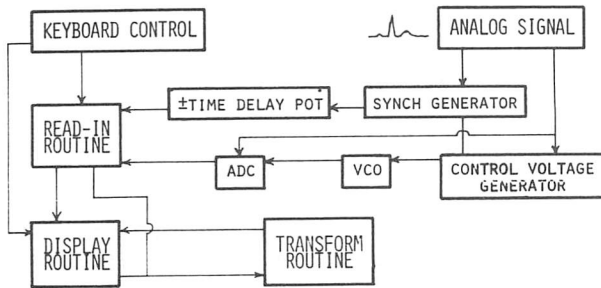 KEYBOARD CONTROL
ANALOG SIGNAL
±TIME DELAY POT
SYNCH GENERATOR
READ-IN
ROUTINE
ADC
VCO
CONTROL VOLTAGE
GENERATOR
DISPLAY
ROUTINE
TRANSFORM
ROUTINE